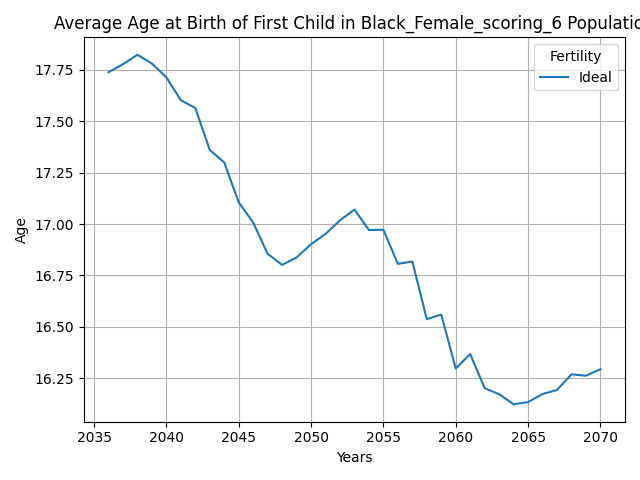 Average Age at Birth of First Child in Black_Female_scoring_6 Populatio
Fertility
Ideal
17.75
17.50
17.25
17.00
16.75
16.50
16.25
Age
2035 2040 2045 2050 2055 2060 2065 2070
Years